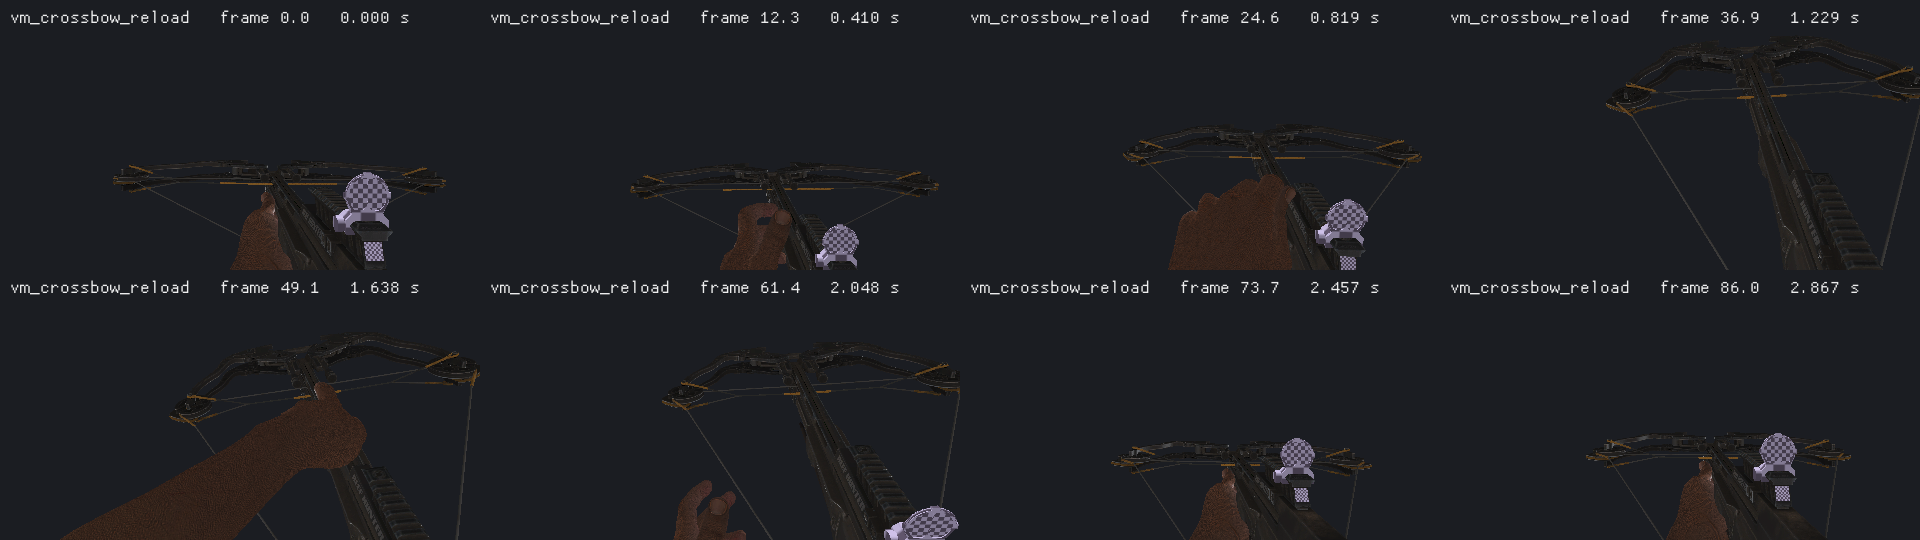 vm_crossbow_reload frame 0.0 0.000 s
vm_crossbow_reload frame 12.3 0.410 s
vm_crossbow_reload frame 24.6 0.819 s
vm_crossbow_reload frame 36.9 1.229 s
vm_crossbow_reload frame 49.1 1.638 s
vm_crossbow_reload frame 61.4 2.048 s
vm_crossbow_reload frame 73.7 2.457 s
vm_crossbow_reload frame 86.0 2.867 s